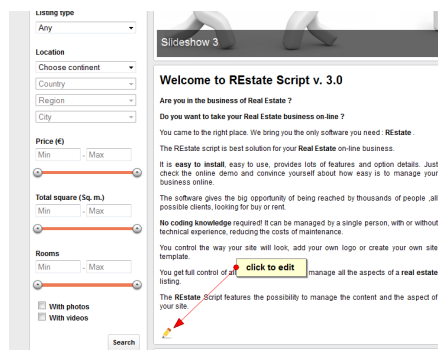 Listing type
Any
Location
Choose continent
Country
Region
City
Price (€)
Min - Max
Total square (Sq. m.)
Min - Max
Rooms
Min - Max
With photos
With videos
Search
Slideshow 3
Welcome to REstate Script v. 3.0
Are you in the business of Real Estate ?
Do you want to take your Real Estate business on-line ?
You came to the right place. We bring you the only software you need : REstate .
The REstate script is best solution for your Real Estate on-line business.
It is easy to install, easy to use, provides lots of features and option details. Just
check the online demo and convince yourself about how easy is to manage your
business online.
The software gives the big opportunity of being reached by thousands of people ,all
possible clients, looking for buy or rent.
No coding knowledge required! It can be managed by a single person, with or without
technical experience, reducing the costs of maintenance.
You control the way your site will look, add your own logo or create your own site
template.
You get full control of all manage all the aspects of a real estate
listing.
click to edit
The REstate Script features the possibility to manage the content and the aspect of
your site.